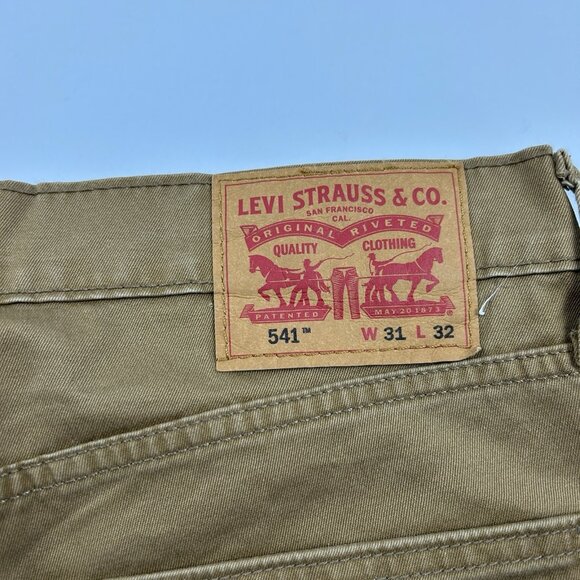 LEVI STRAUSS & CO.
SAN FRANCISCO
CAL.
ORIGINAL RIVETED
QUALITY CLOTHING
PATENTED MAY 20 1873
541™ W 31 L 32